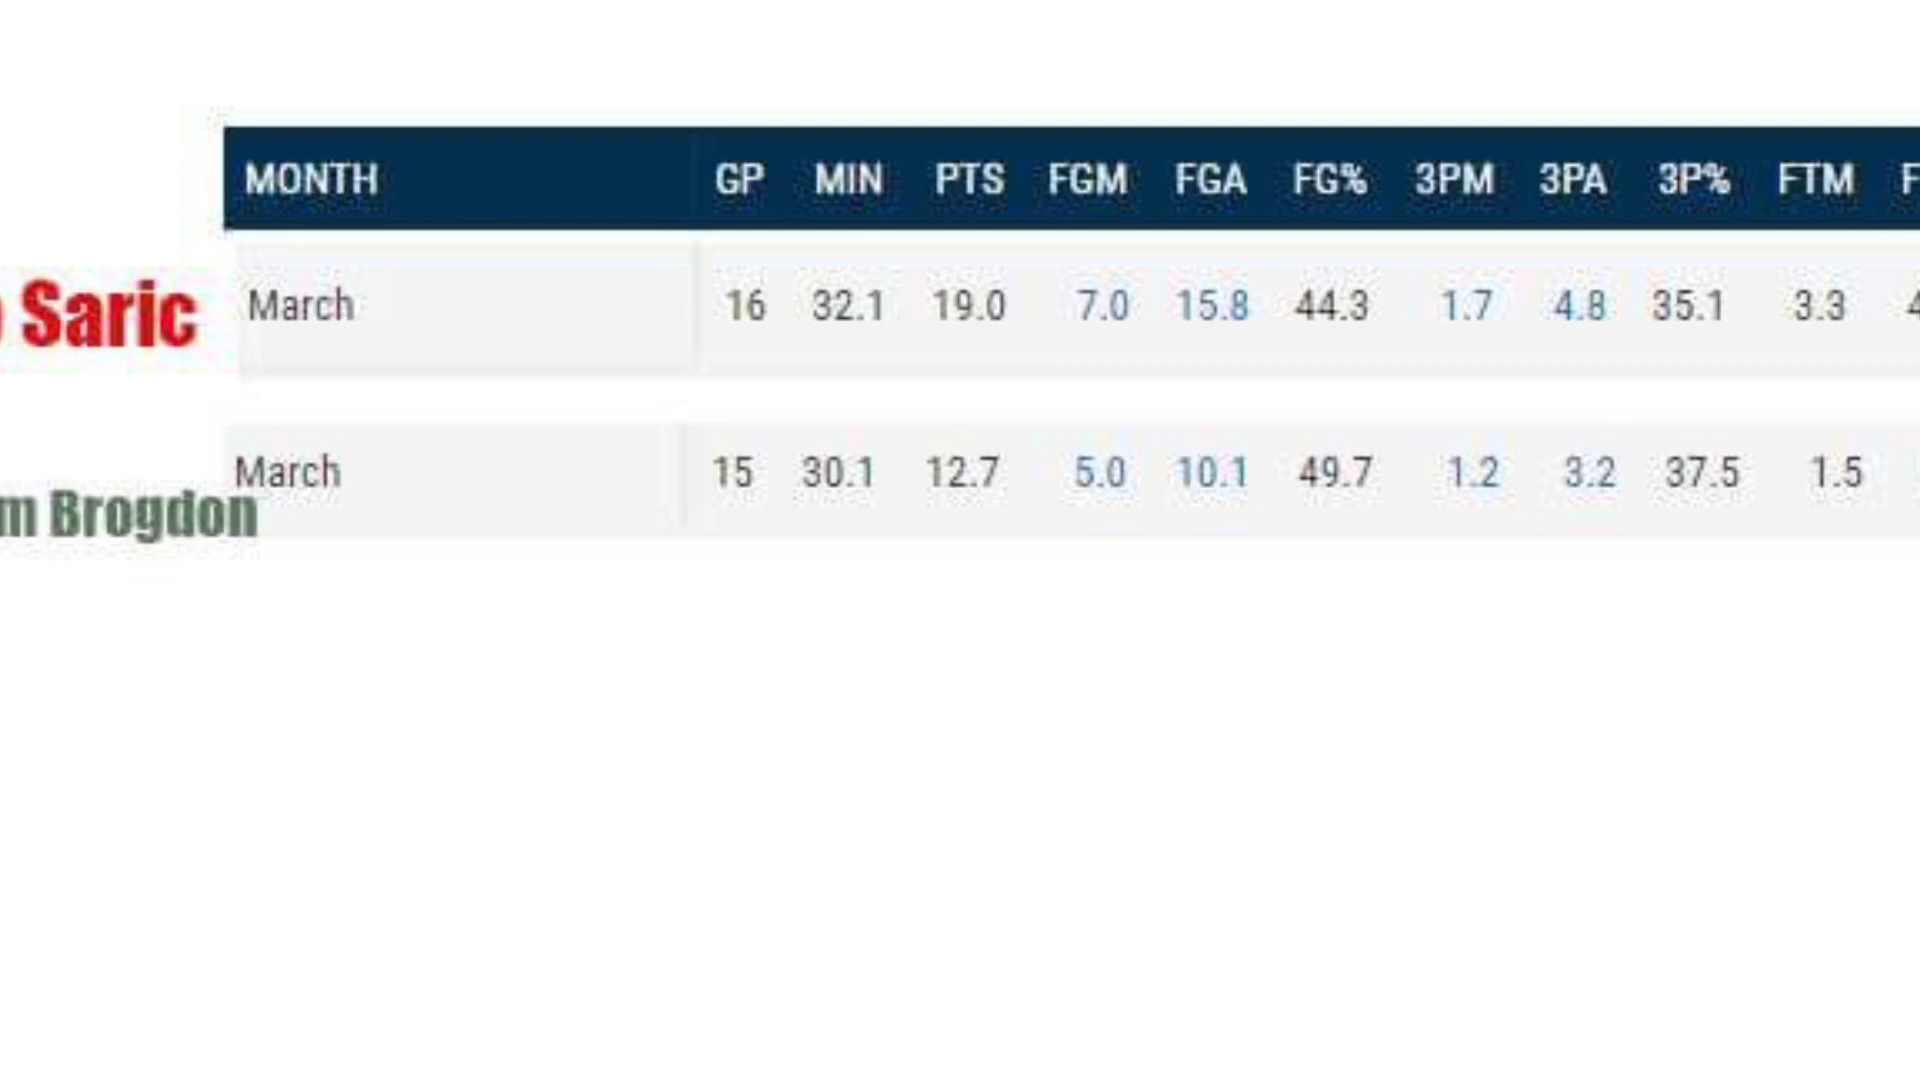 MONTH GP MIN PTS FGM FGA FG% 3PM 3PA 3P% FTM F
Saric March 16 32.1 19.0 7.0 15.8 44.3 1.7 4.8 35.1 3.3 4
March 15 30.1 12.7 5.0 10.1 49.7 1.2 3.2 37.5 1.5
m Brogdon